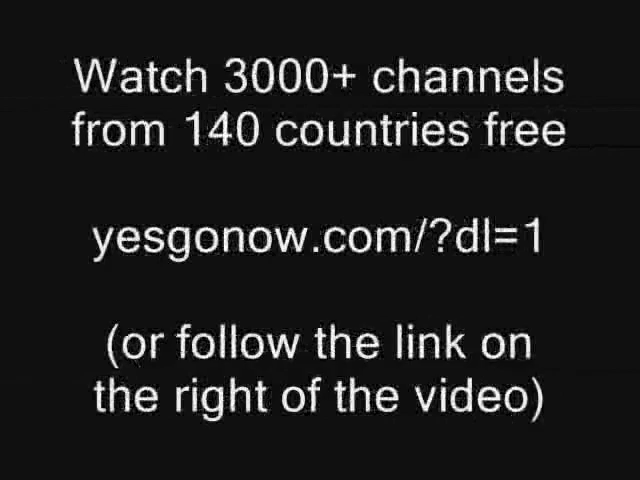 Watch 3000+ channels
from 140 countries free
yesgonow.com/?dl=1
(or follow the link on
the right of the video)